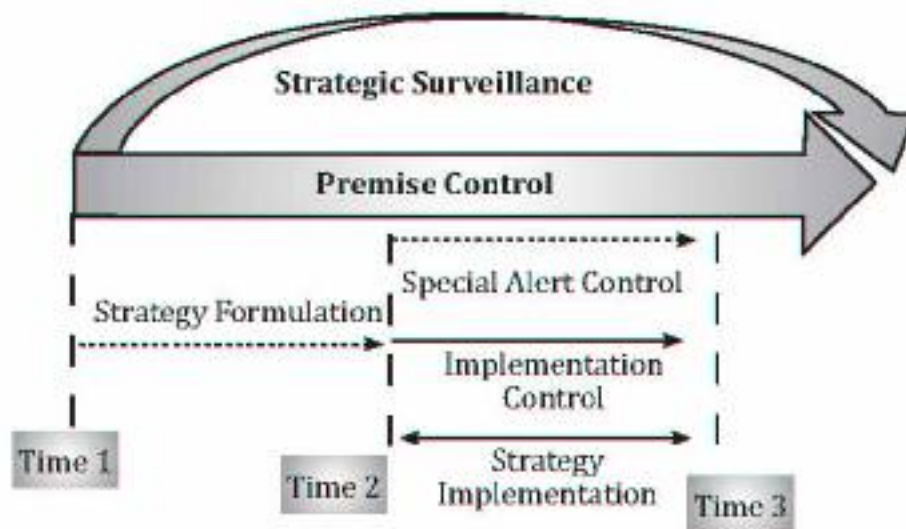 Strategic Surveillance
Premise Control
Special Alert Control
Strategy Formulation
Implementation
Control
Strategy
Implementation
Time 1
Time 2
Time 3